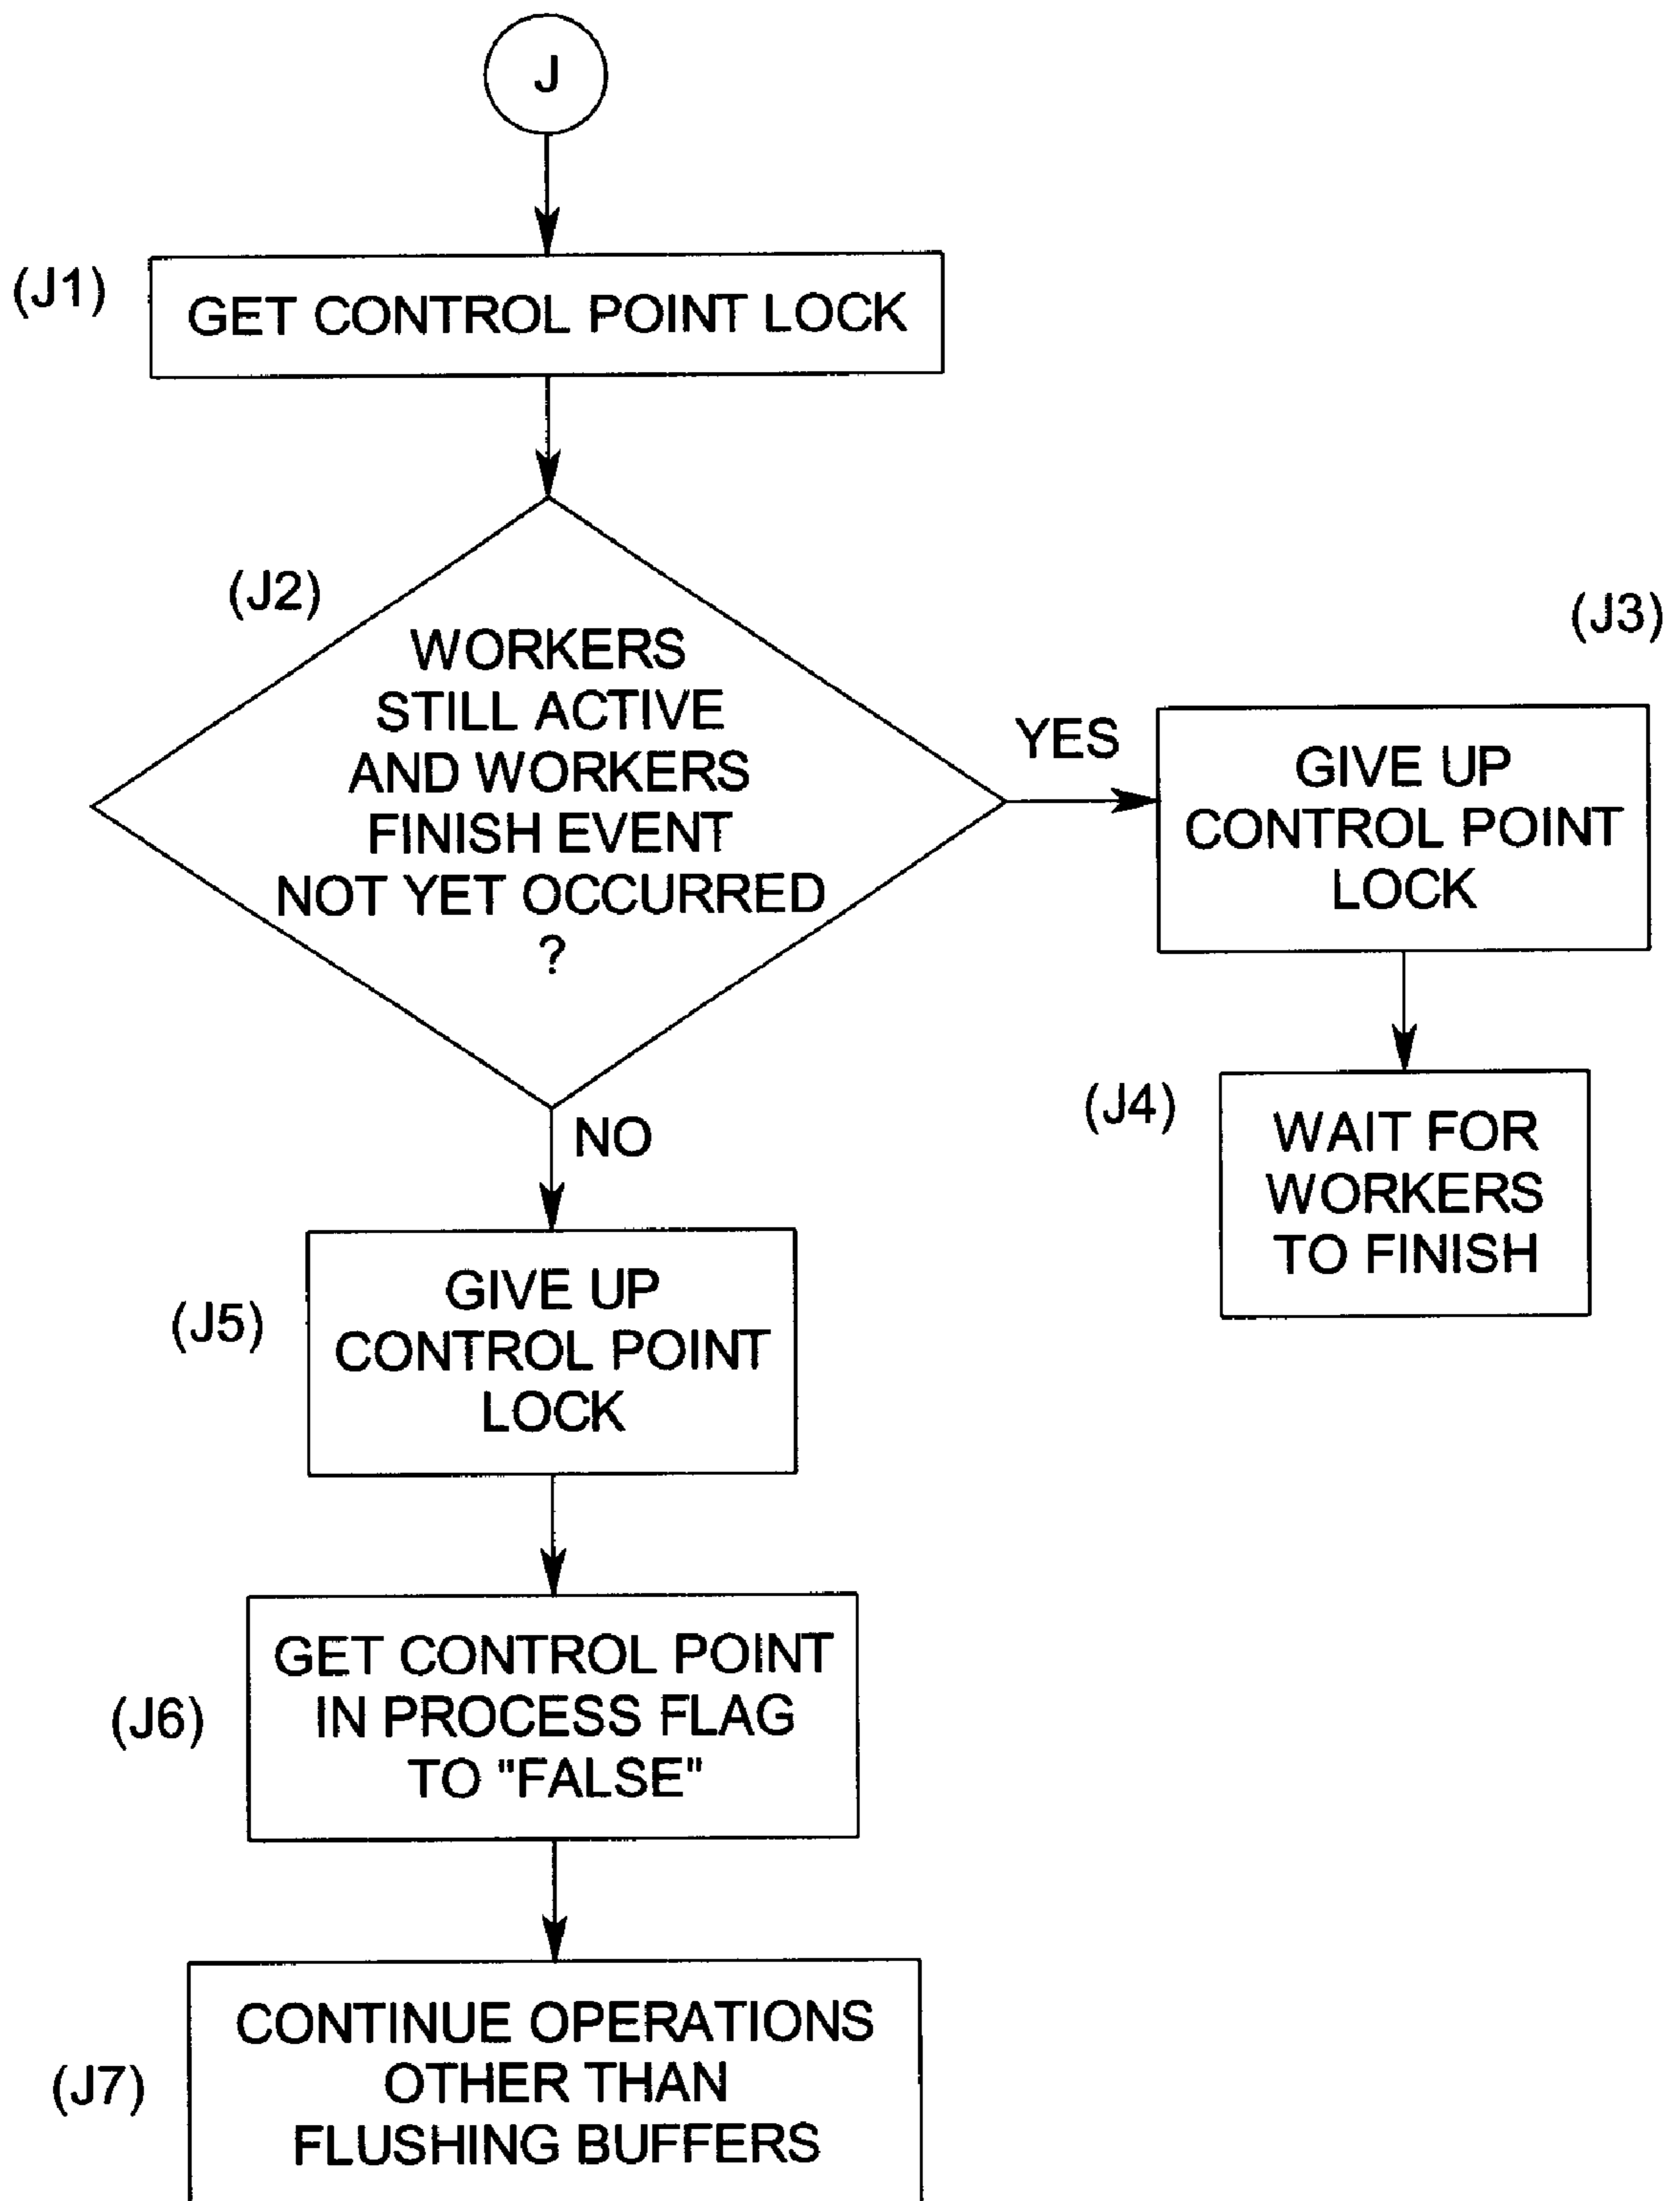 J
(J1)
GET CONTROL POINT LOCK
(J2)
WORKERS
STILL ACTIVE
AND WORKERS
FINISH EVENT
NOT YET OCCURRED
?
YES
(J3)
GIVE UP
CONTROL POINT
LOCK
(J4)
WAIT FOR
WORKERS
TO FINISH
NO
(J5)
GIVE UP
CONTROL POINT
LOCK
(J6)
GET CONTROL POINT
IN PROCESS FLAG
TO "FALSE"
(J7)
CONTINUE OPERATIONS
OTHER THAN
FLUSHING BUFFERS